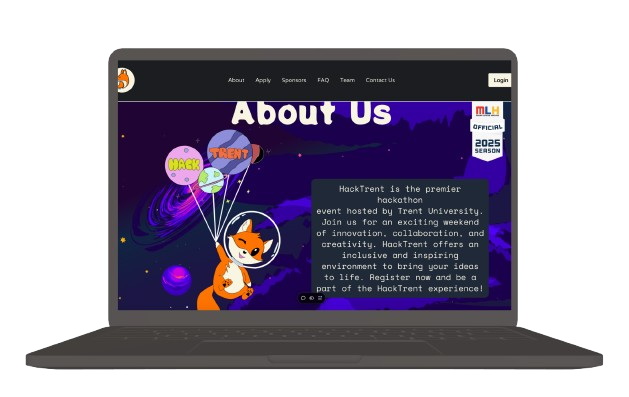 About Apply Sponsors FAQ Team Contact Us
Login
About Us
MLH
OFFICIAL
2025
SEASON
HACK
TRENT
HackTrent is the premier
hackathon
event hosted by Trent University.
Join us for an exciting weekend
of innovation, collaboration, and
creativity. HackTrent offers an
inclusive and inspiring
environment to bring your ideas
to life. Register now and be a
part of the HackTrent experience!